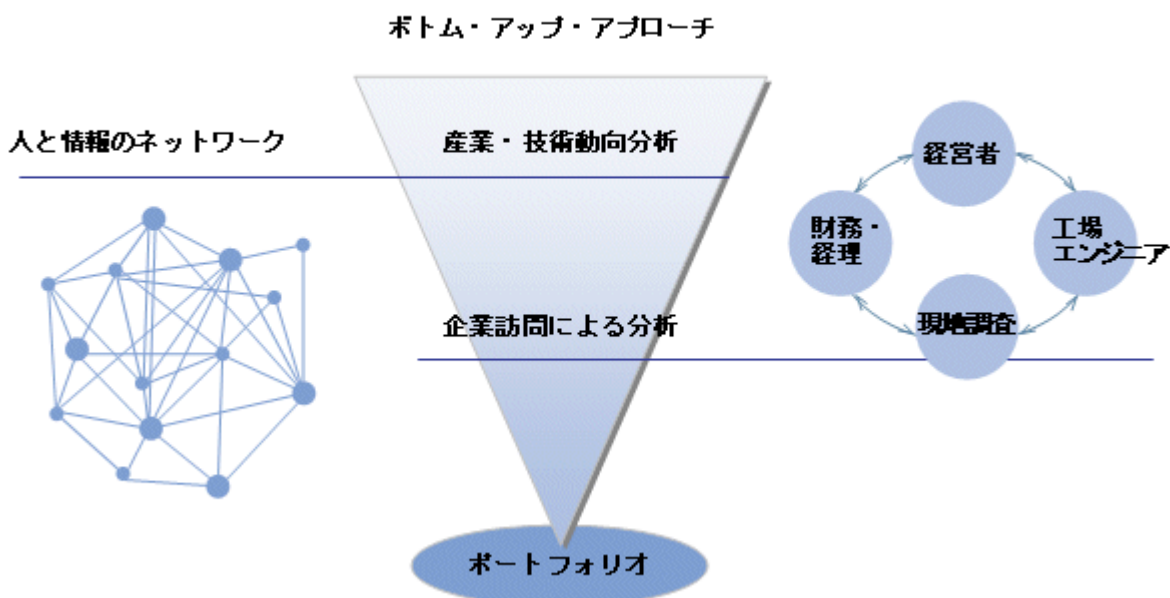 ボトム・アップ・アプローチ
人と情報のネットワーク
産業・技術動向分析
経営者
財務・
経理
工場
エンジニア
企業訪問による分析
現地調査
ポートフォリオ